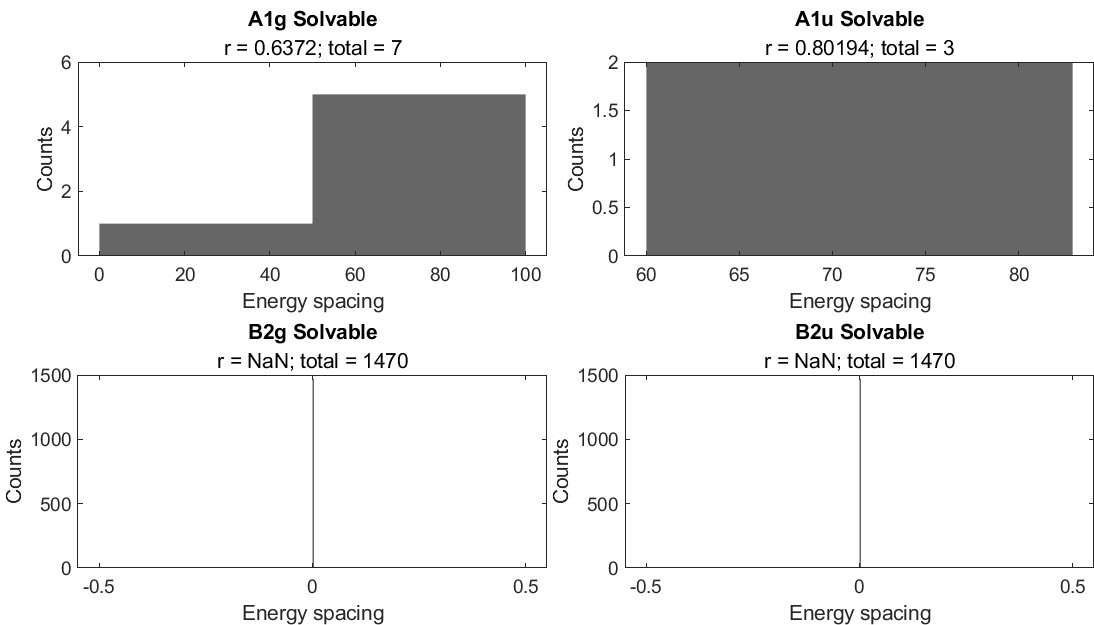 A1g Solvable
r = 0.6372; total = 7
6
4
2
0
Counts
0 20 40 60 80 100
Energy spacing
A1u Solvable
r = 0.80194; total = 3
2
1.5
1
0.5
0
Counts
60 65 70 75 80
Energy spacing
B2g Solvable
r = NaN; total = 1470
1500
1000
500
0
Counts
-0.5 0 0.5
Energy spacing
B2u Solvable
r = NaN; total = 1470
1500
1000
500
0
Counts
-0.5 0 0.5
Energy spacing